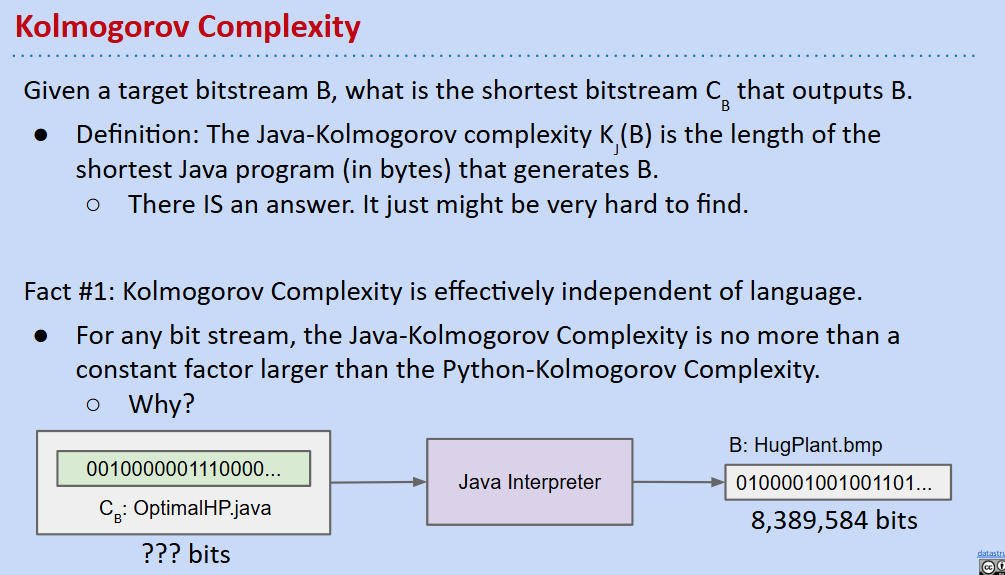 Kolmogorov Complexity
Given a target bitstream B, what is the shortest bitstream C_B that outputs B.
● Definition: The Java-Kolmogorov complexity K_J(B) is the length of the
shortest Java program (in bytes) that generates B.
○ There IS an answer. It just might be very hard to find.
Fact #1: Kolmogorov Complexity is effectively independent of language.
● For any bit stream, the Java-Kolmogorov Complexity is no more than a
constant factor larger than the Python-Kolmogorov Complexity.
○ Why?
0010000001110000...
C_B: OptimalHP.java
??? bits
Java Interpreter
B: HugPlant.bmp
0100001001001101...
8,389,584 bits
datastru
cc